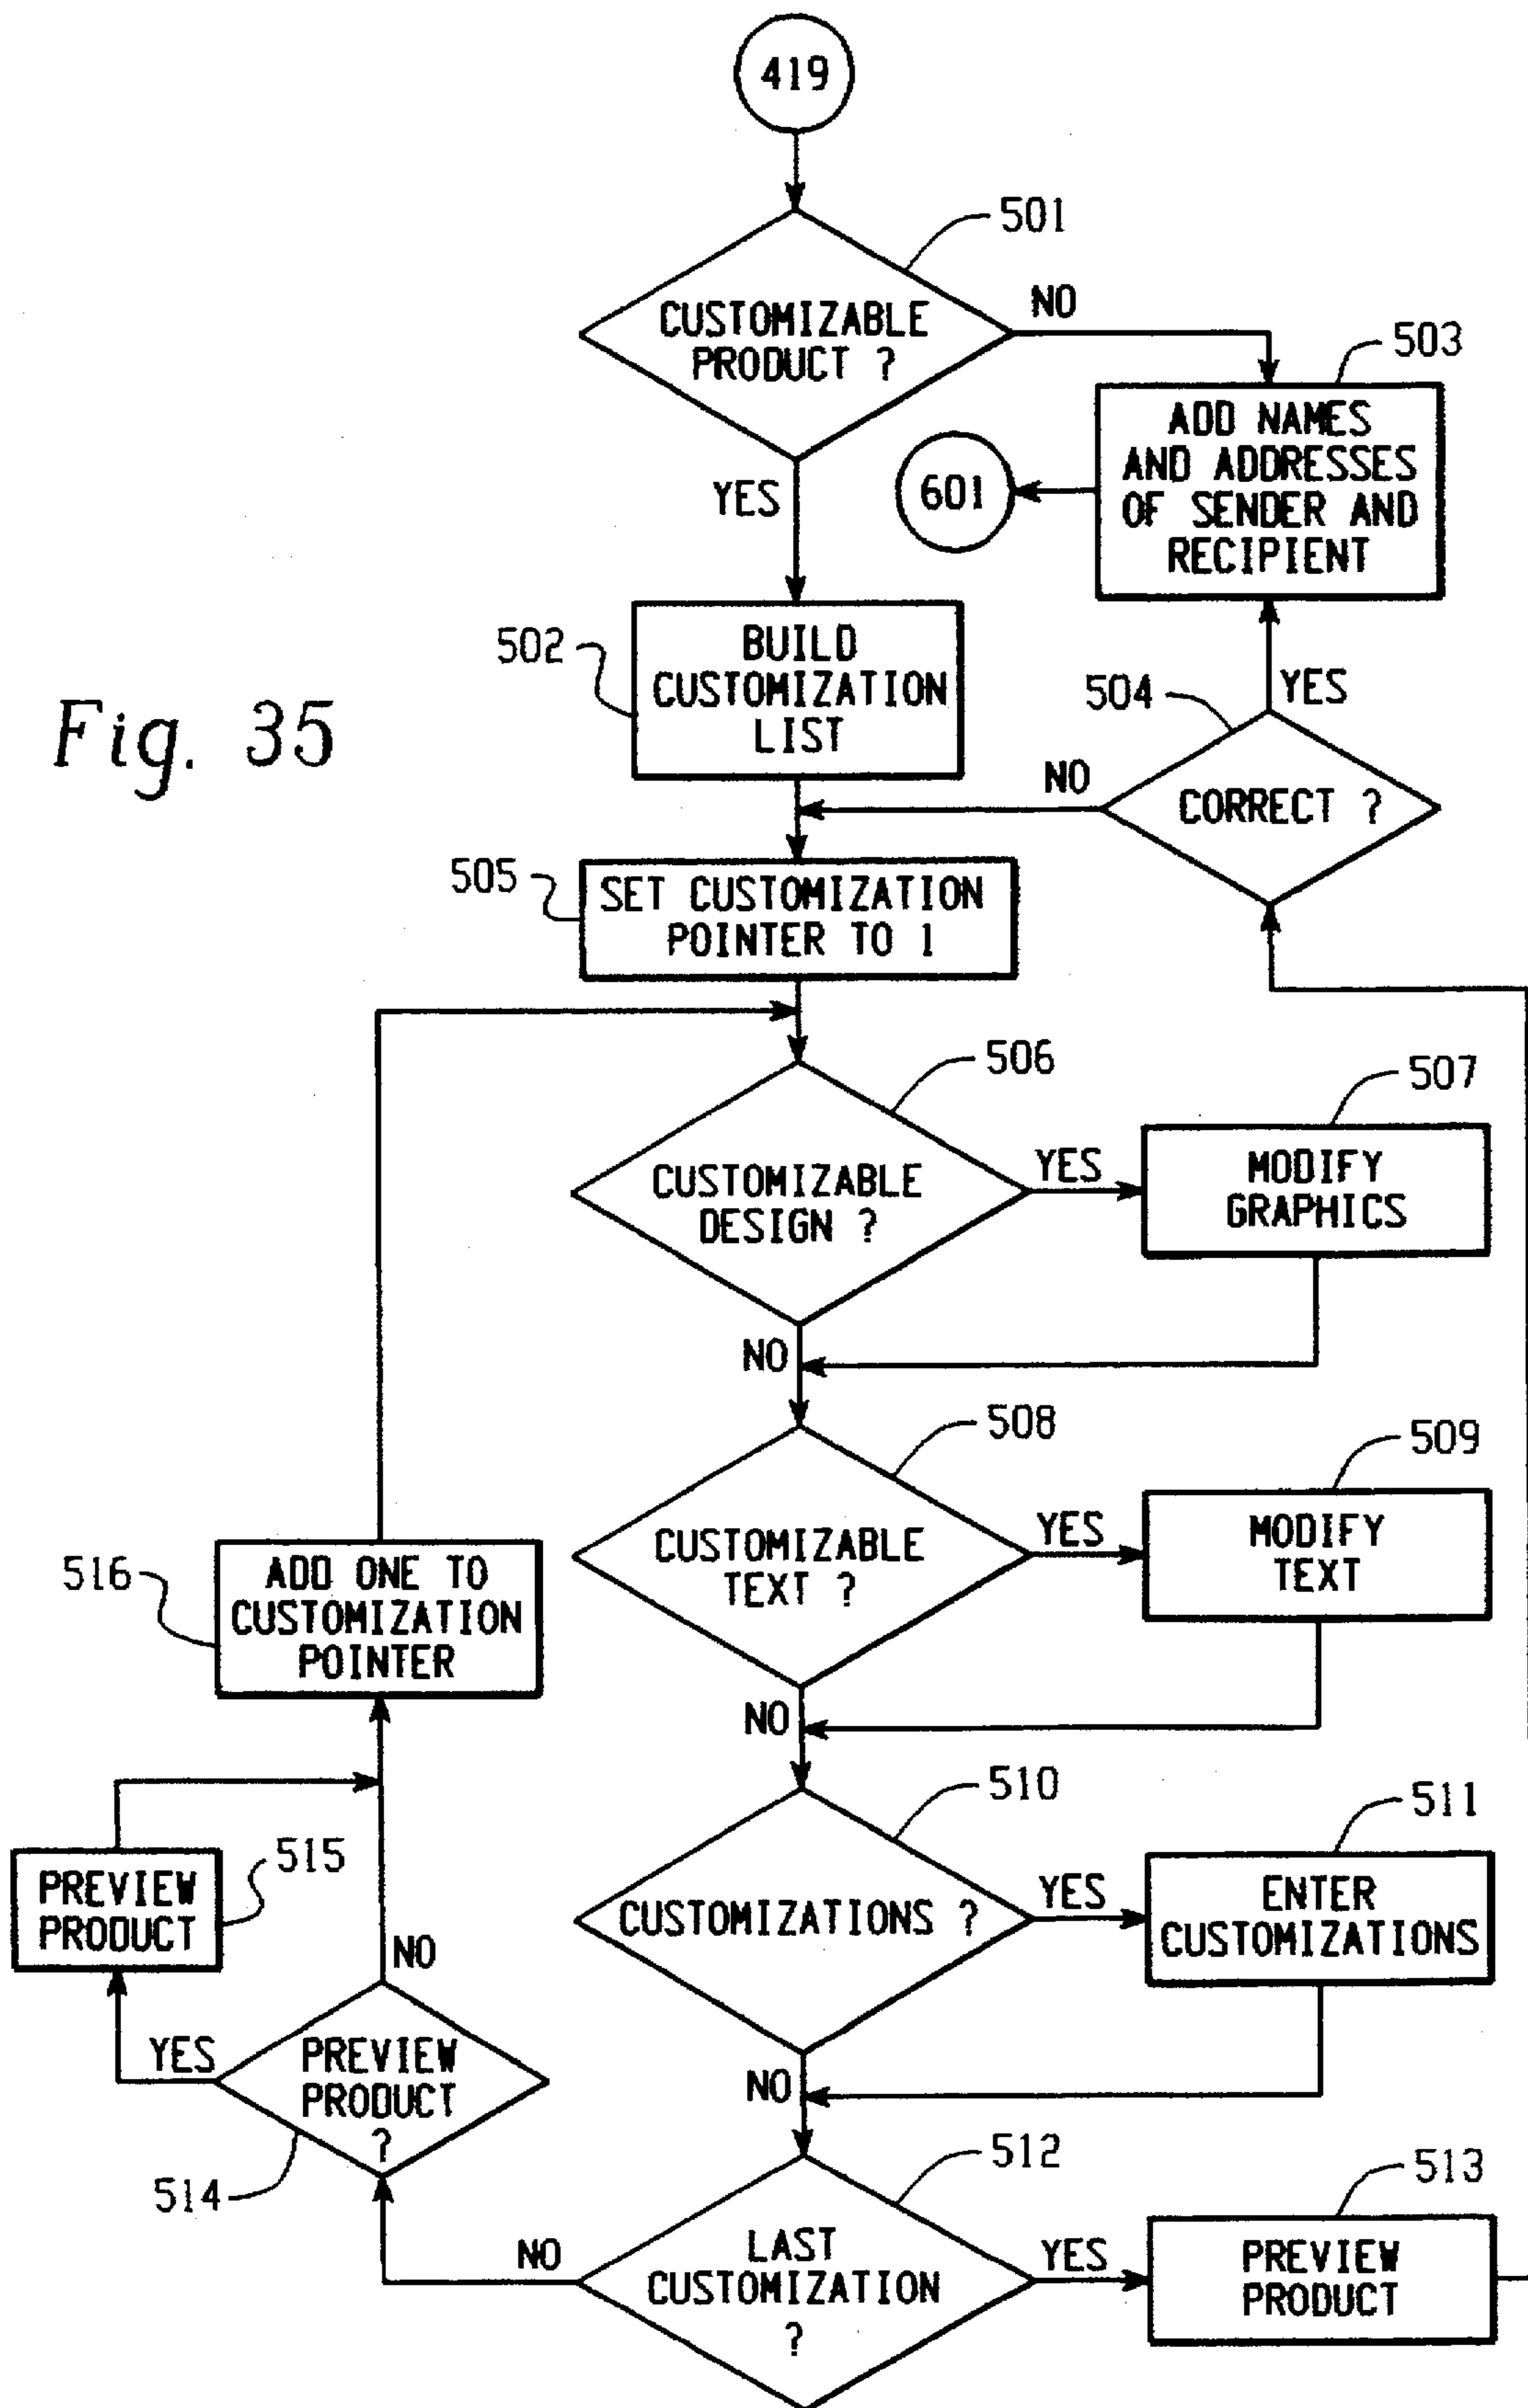 419
501
CUSTOMIZABLE
PRODUCT ?
NO
503
ADD NAMES
AND ADDRESSES
OF SENDER AND
RECIPIENT
601
YES
502
BUILD
CUSTOMIZATION
LIST
504
YES
Fig. 35
NO
CORRECT ?
505
SET CUSTOMIZATION
POINTER TO 1
506
507
CUSTOMIZABLE
DESIGN ?
YES
MODIFY
GRAPHICS
NO
508
509
CUSTOMIZABLE
TEXT ?
YES
MODIFY
TEXT
516
ADD ONE TO
CUSTOMIZATION
POINTER
NO
510
511
CUSTOMIZATIONS ?
YES
ENTER
CUSTOMIZATIONS
515
PREVIEW
PRODUCT
NO
YES
PREVIEW
PRODUCT
?
514
NO
512
513
NO
LAST
CUSTOMIZATION
?
YES
PREVIEW
PRODUCT